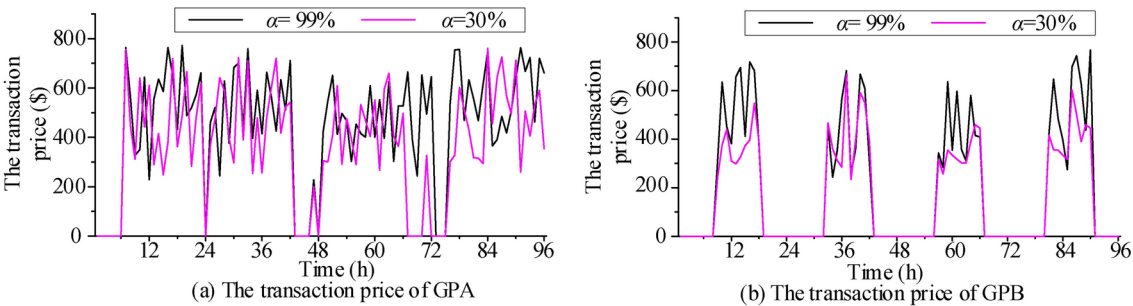 α= 99% α=30%
The transaction
price ($)
800
600
400
200
0
12 24 36 48 60 72 84 96
Time (h)
(a) The transaction price of GPA
α= 99% α=30%
The transaction
price ($)
800
600
400
200
0
12 24 36 48 60 72 84 96
Time (h)
(b) The transaction price of GPB